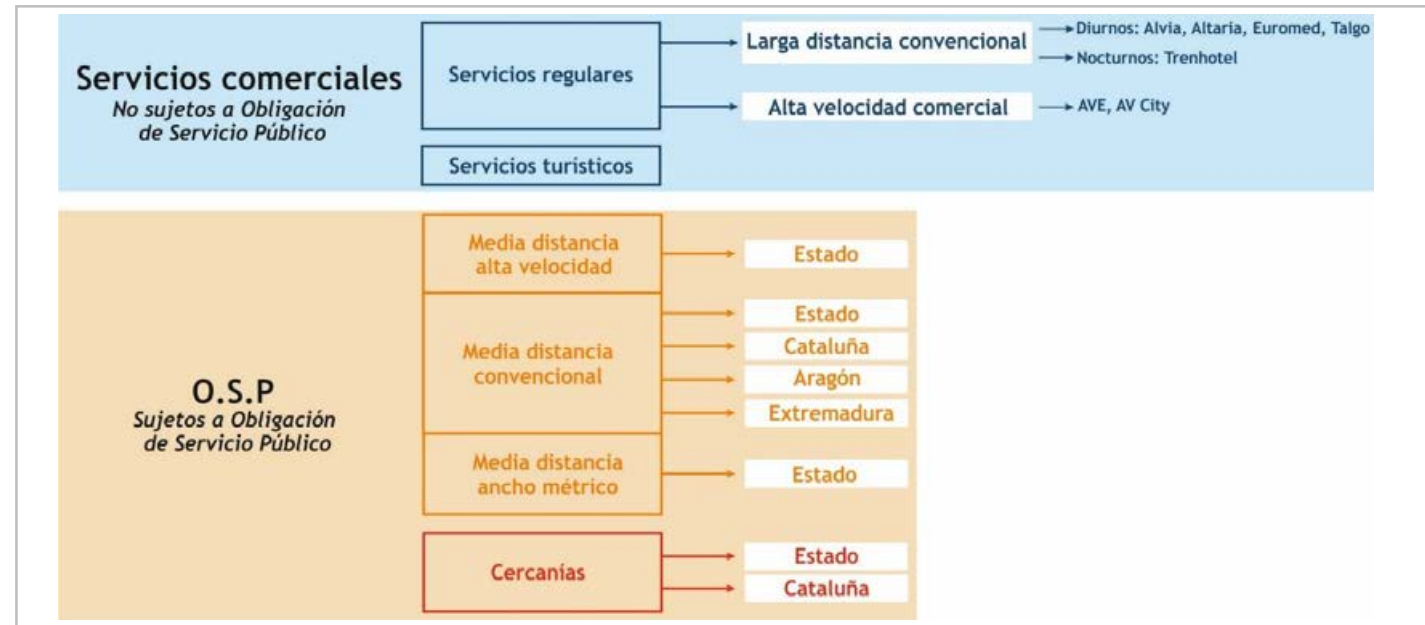 Servicios comerciales
No sujetos a Obligación
de Servicio Público
Servicios regulares
Larga distancia convencional
Diurnos: Alvia, Altaria, Euromed, Talgo
Nocturnos: Trenhotel
Alta velocidad comercial
AVE, AV City
Servicios turísticos
O.S.P
Sujetos a Obligación
de Servicio Público
Media distancia
alta velocidad
Estado
Media distancia
convencional
Estado
Cataluña
Aragón
Extremadura
Media distancia
ancho métrico
Estado
Cercanías
Estado
Cataluña